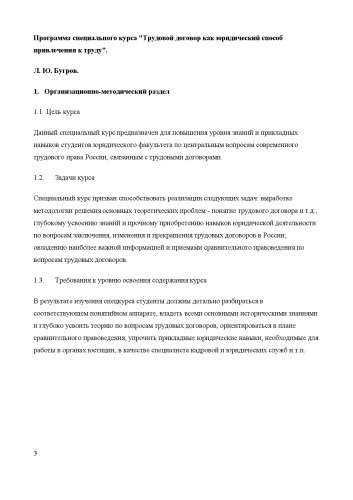 Программа специального курса "Трудовой договор как юридический способ
привлечения к труду".
Л. Ю. Бугров.
1. Организационно-методический раздел
1.1. Цель курса
Данный специальный курс предназначен для повышения уровня знаний и прикладных
навыков студентов юридического факультета по центральным вопросам современного
трудового права России, связанным с трудовыми договорами.
1.2. Задачи курса
Специальный курс призван способствовать реализации следующих задач: выработке
методологии решения основных теоретических проблем - понятие трудового договора и т.д.;
глубокому усвоению знаний и прочному приобретению навыков юридической деятельности
по вопросам заключения, изменения и прекращения трудовых договоров в России;
овладению наиболее важной информацией и приемами сравнительного правоведения по
вопросам трудовых договоров.
1.3. Требования к уровню освоения содержания курса
В результате изучения спецкурса студенты должны детально разбираться в
соответствующем понятийном аппарате, владеть всеми основными историческими знаниями
и глубоко усвоить теорию по вопросам трудовых договоров, ориентироваться в плане
сравнительного правоведения, упрочить прикладные юридические навыки, необходимые для
работы в органах юстиции, в качестве специалиста кадровой и юридических служб и т.п.
3